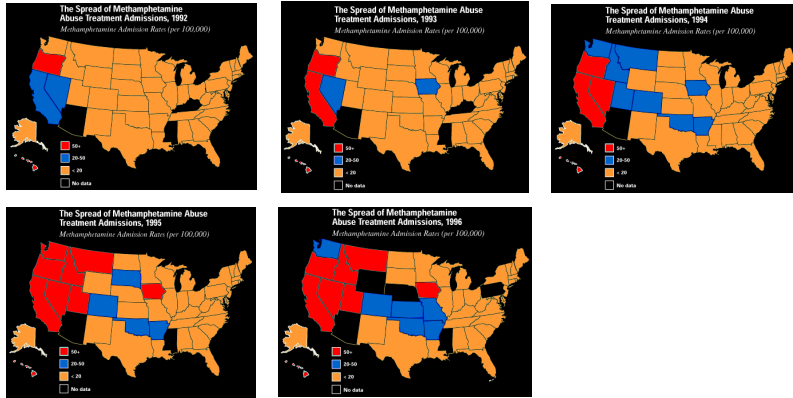 The Spread of Methamphetamine Abuse
Treatment Admissions, 1992
Methamphetamine Admission Rates (per 100,000)
50+
20-50
< 20
No data
The Spread of Methamphetamine Abuse
Treatment Admissions, 1993
Methamphetamine Admission Rates (per 100,000)
50+
20-50
< 20
No data
The Spread of Methamphetamine Abuse
Treatment Admissions, 1994
Methamphetamine Admission Rates (per 100,000)
50+
20-50
< 20
No data
The Spread of Methamphetamine Abuse
Treatment Admissions, 1995
Methamphetamine Admission Rates (per 100,000)
50+
20-50
< 20
No data
The Spread of Methamphetamine
Abuse Treatment Admissions, 1996
Methamphetamine Admission Rates (per 100,000)
50+
20-50
< 20
No data